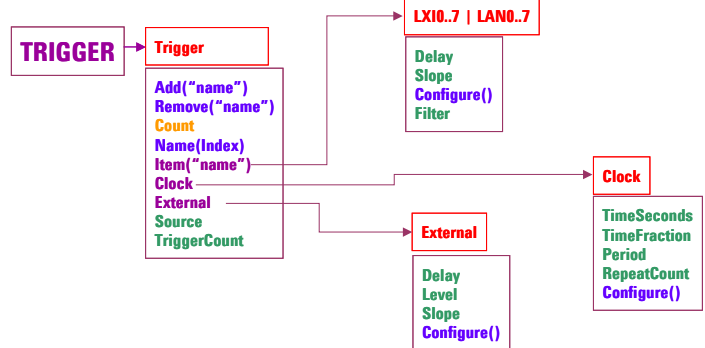 TRIGGER
Trigger
Add(“name”)
Remove(“name”)
Count
Name(Index)
Item(“name”)
Clock
External
Source
TriggerCount
LXI0..7 | LAN0..7
Delay
Slope
Configure()
Filter
Clock
TimeSeconds
TimeFraction
Period
RepeatCount
Configure()
External
Delay
Level
Slope
Configure()